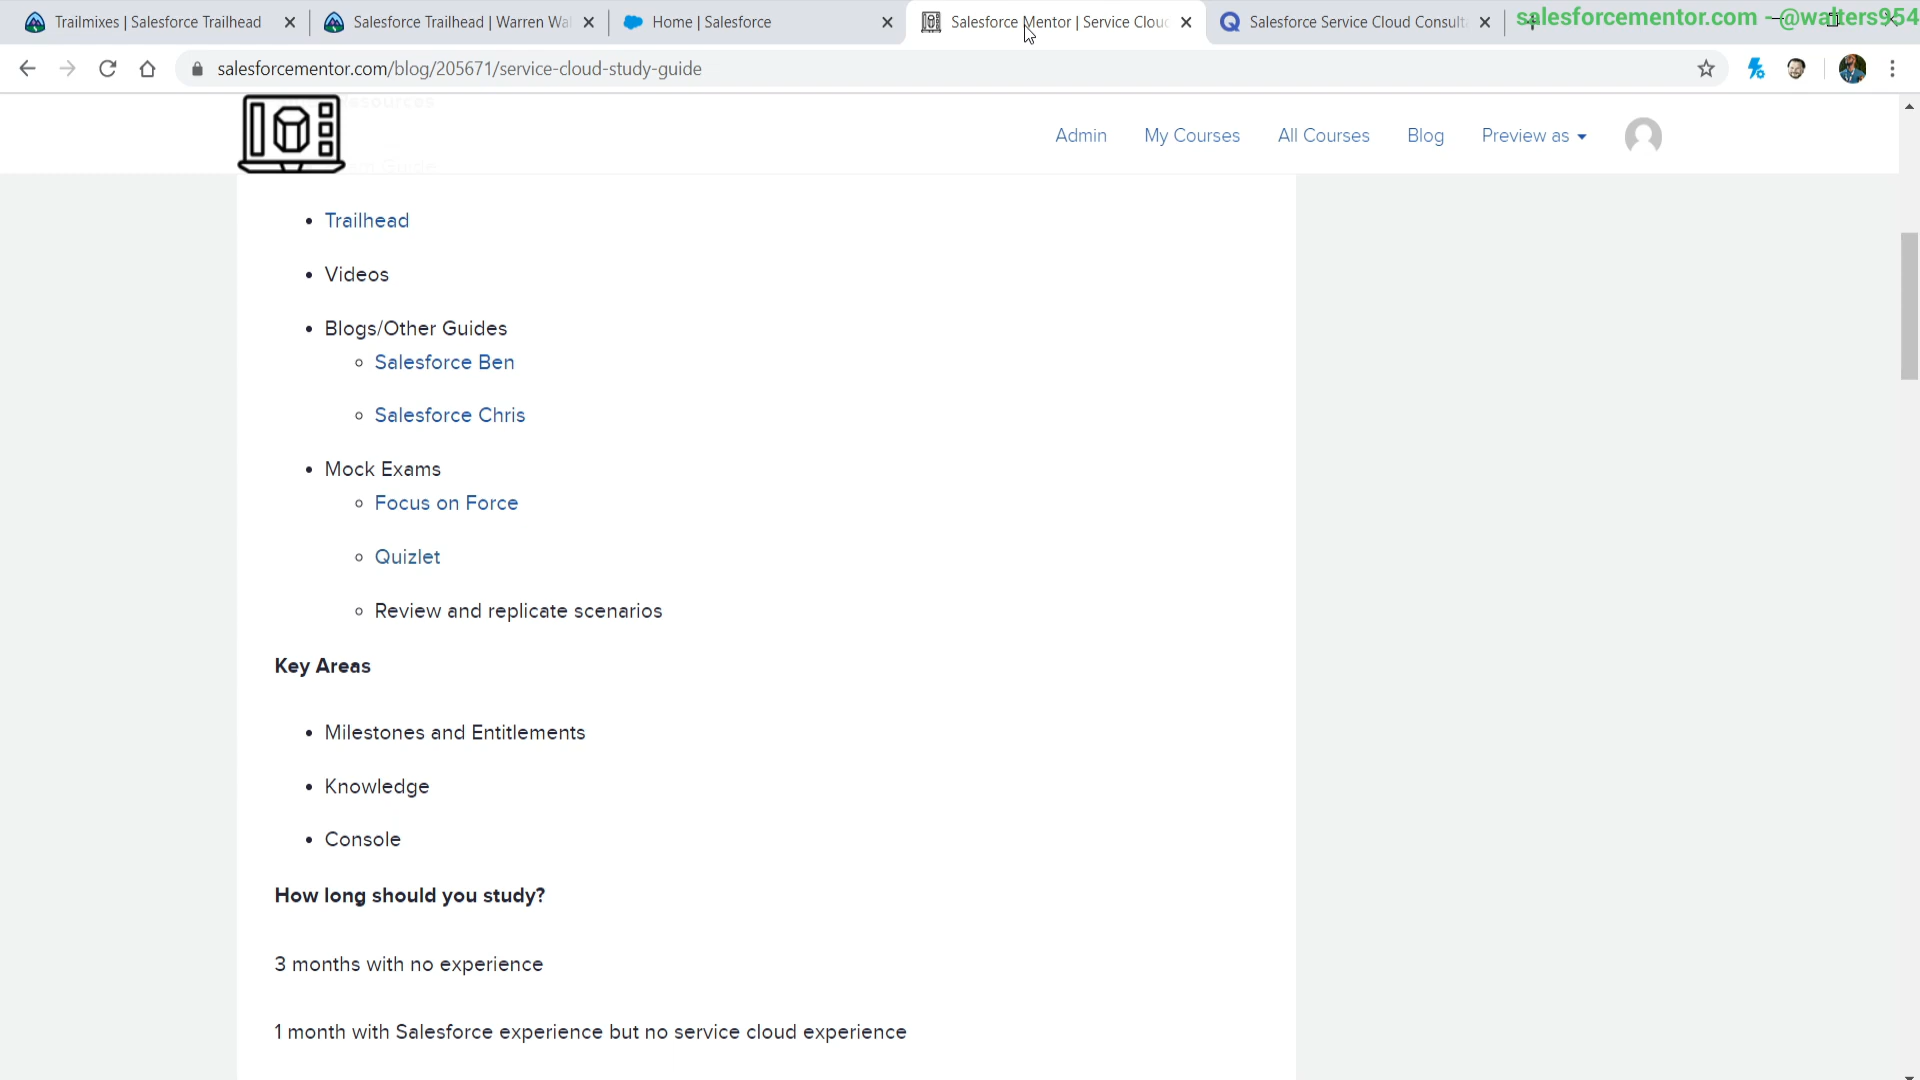 Trailmixes | Salesforce Trailhead
Salesforce Trailhead | Warren Wal
Home | Salesforce
Salesforce Mentor | Service Cloud
Salesforce Service Cloud Consult
salesforcementor.com - @walters954
salesforcementor.com/blog/205671/service-cloud-study-guide
Admin
My Courses
All Courses
Blog
Preview as
• Trailhead
• Videos
• Blogs/Other Guides
◦ Salesforce Ben
◦ Salesforce Chris
• Mock Exams
◦ Focus on Force
◦ Quizlet
◦ Review and replicate scenarios
Key Areas
• Milestones and Entitlements
• Knowledge
• Console
How long should you study?
3 months with no experience
1 month with Salesforce experience but no service cloud experience